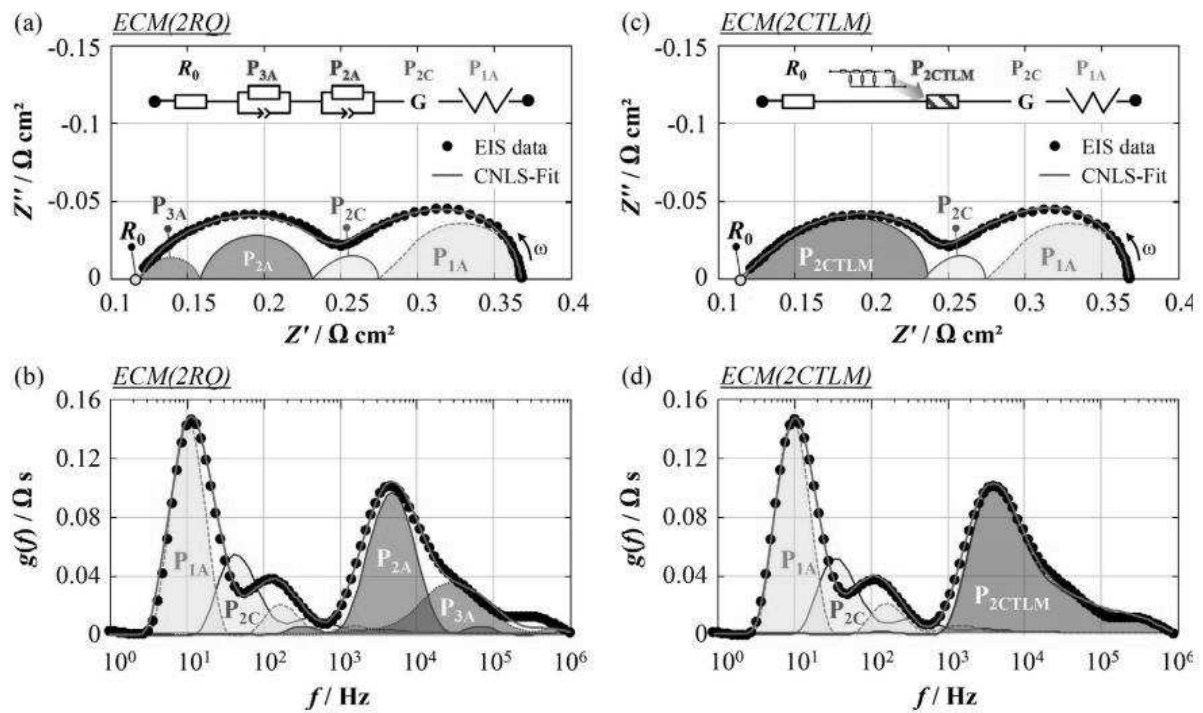 (a) ECM(2RQ)
-0.15
-0.1
-0.05
0
Z'' / Ω cm²
R₀ P₃A P₂A P₂C P₁A
G
EIS data
CNLS-Fit
P₃A P₂C
R₀
P₂A
P₁A
ω
0.1 0.15 0.2 0.25 0.3 0.35 0.4
Z' / Ω cm²
(c) ECM(2CTLM)
-0.15
-0.1
-0.05
0
Z'' / Ω cm²
R₀ P₂CTLM P₂C P₁A
G
EIS data
CNLS-Fit
P₂C
R₀
P₂CTLM
P₁A
ω
0.1 0.15 0.2 0.25 0.3 0.35 0.4
Z' / Ω cm²
(b) ECM(2RQ)
0.16
0.12
0.08
0.04
0
g(f) / Ω s
P₁A
P₂C
P₂A
P₃A
10⁰ 10¹ 10² 10³ 10⁴ 10⁵ 10⁶
f / Hz
(d) ECM(2CTLM)
0.16
0.12
0.08
0.04
0
g(f) / Ω s
P₁A
P₂C
P₂CTLM
10⁰ 10¹ 10² 10³ 10⁴ 10⁵ 10⁶
f / Hz